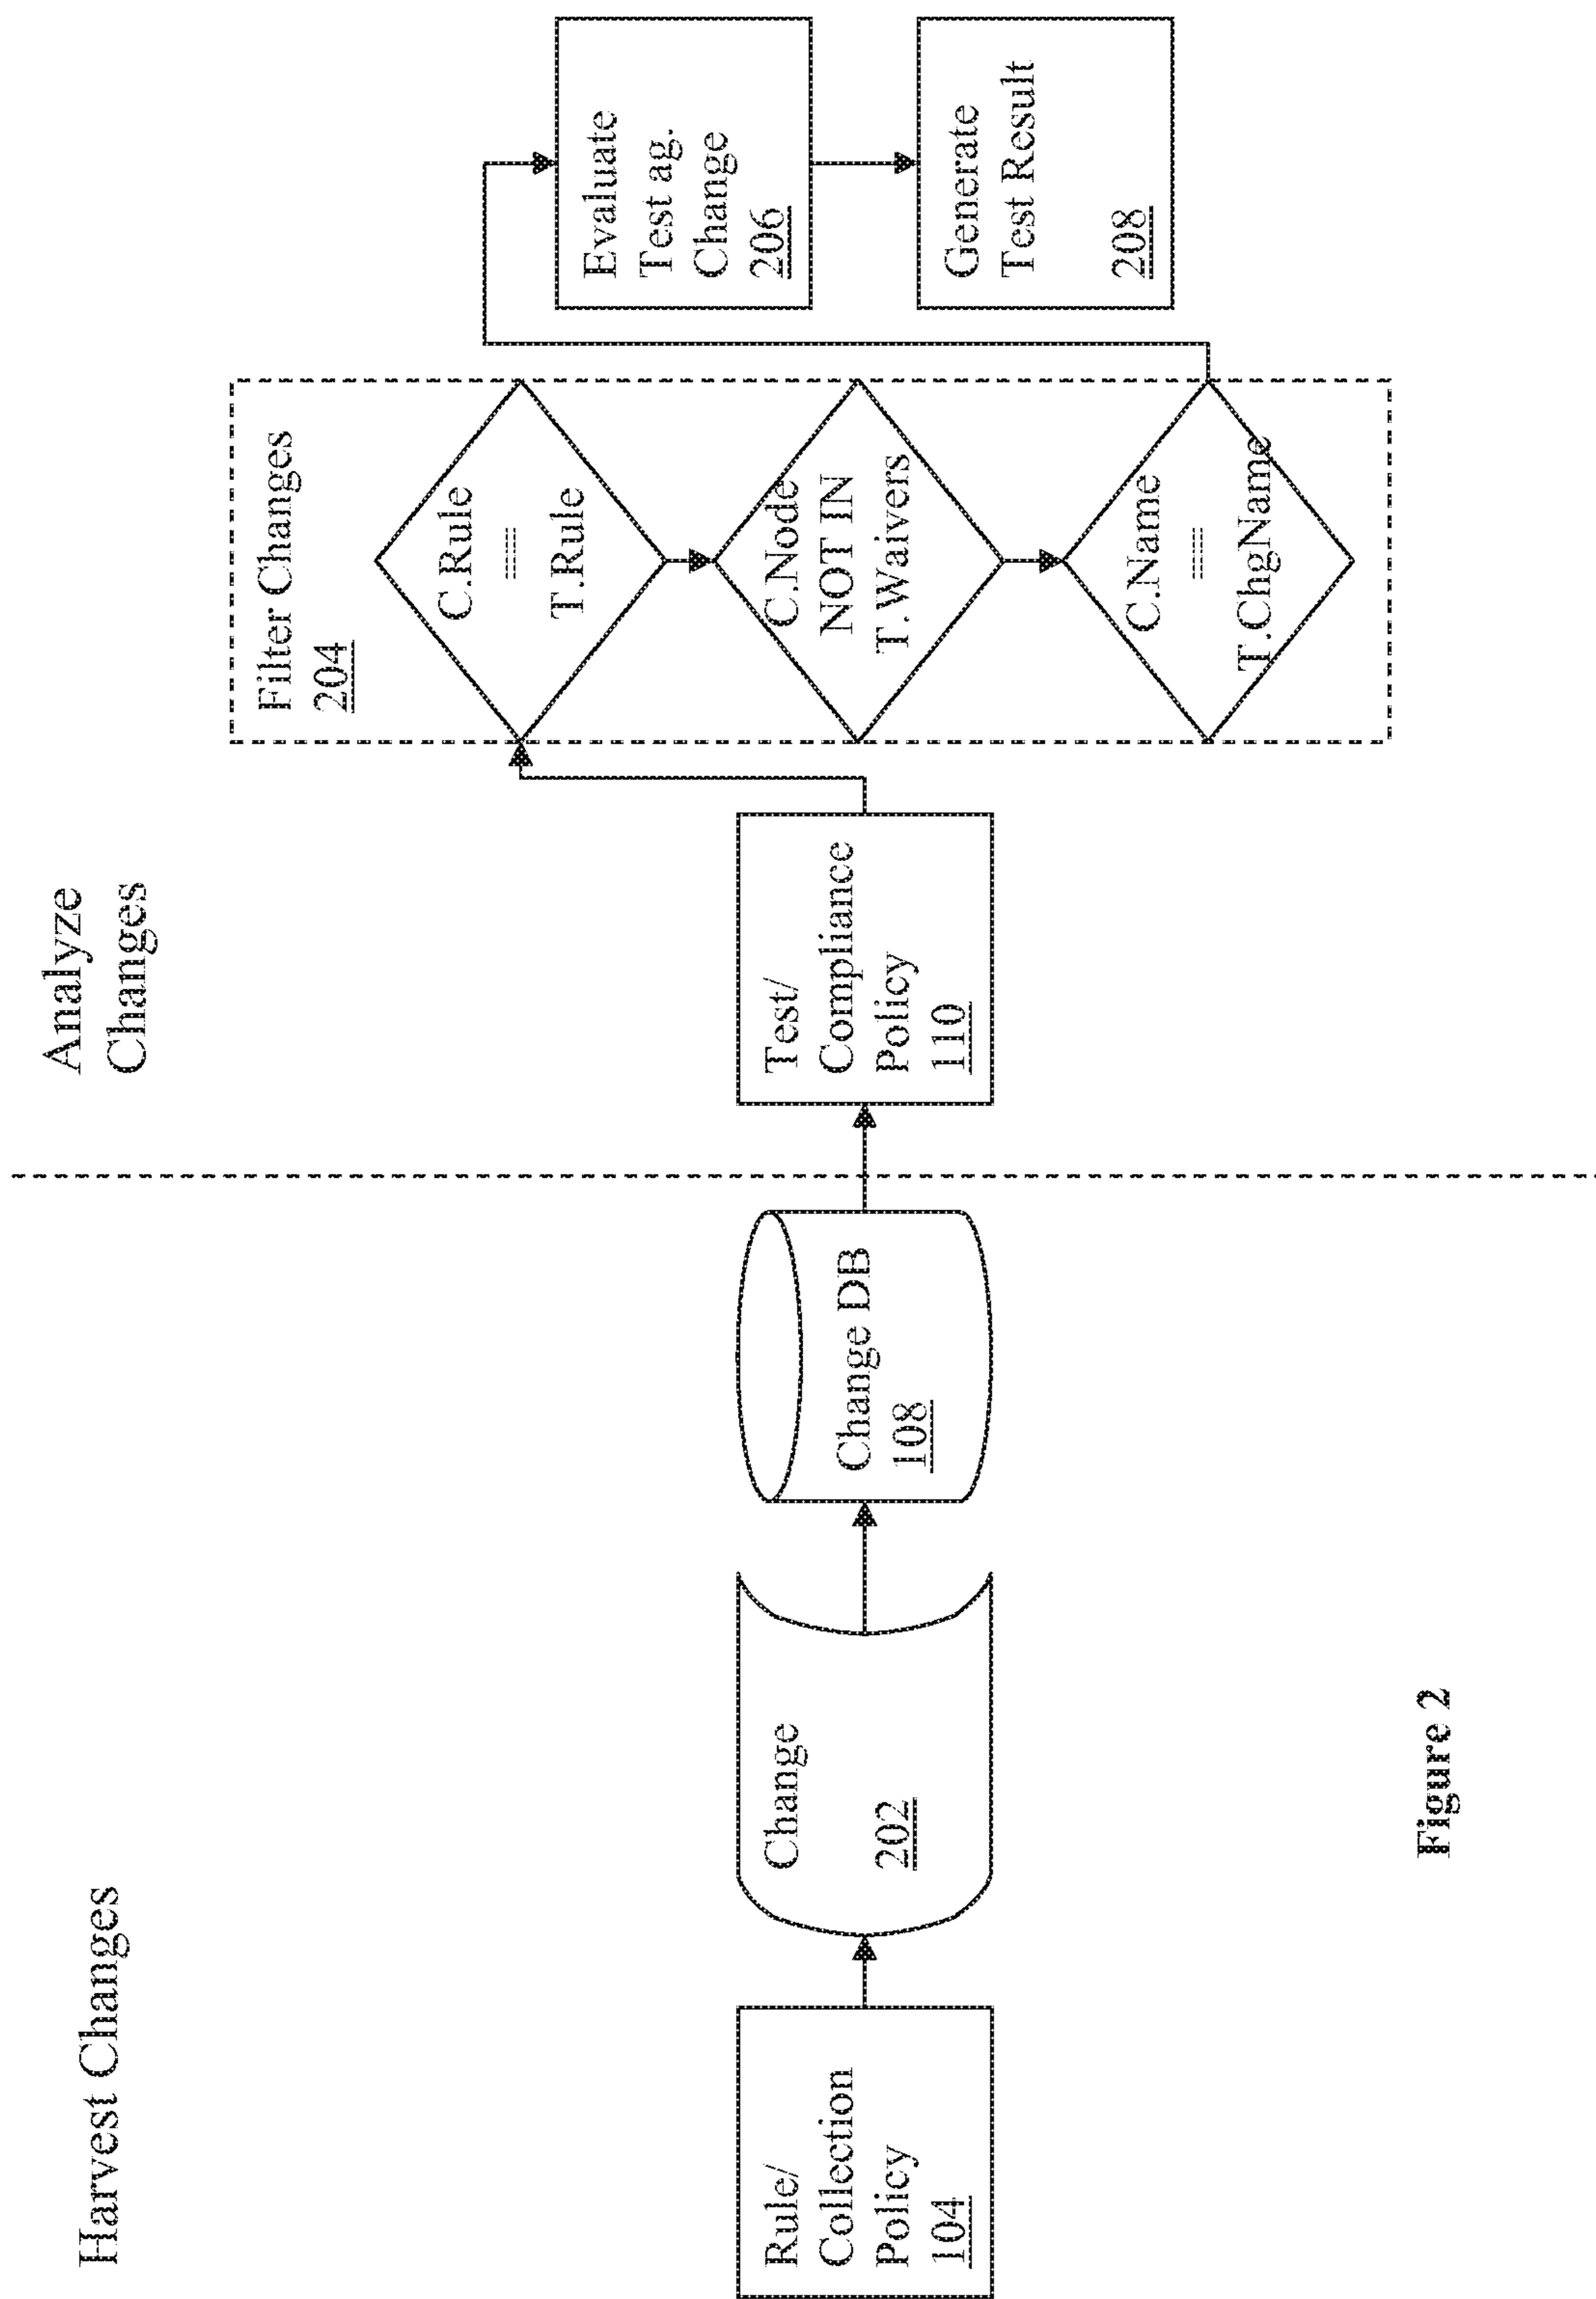 Harvest Changes
Analyze
Changes
Rule/
Collection
Policy
104
Change
202
Change DB
108
Test/
Compliance
Policy
110
Filter Changes
204
C.Rule
==
T.Rule
C.Node
NOT IN
T.Waivers
C.Name
==
T.ChgName
Evaluate
Test ag.
Change
206
Generate
Test Result
208
Figure 2